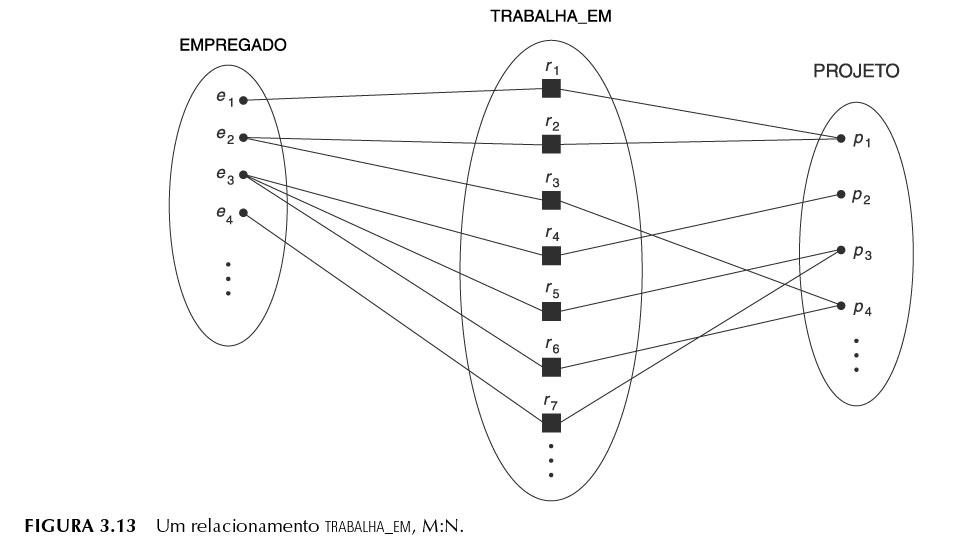 TRABALHA_EM
EMPREGADO
PROJETO
r1
r2
r3
r4
r5
r6
r7
e1
e2
e3
e4
p1
p2
p3
p4
FIGURA 3.13 Um relacionamento TRABALHA_EM, M:N.